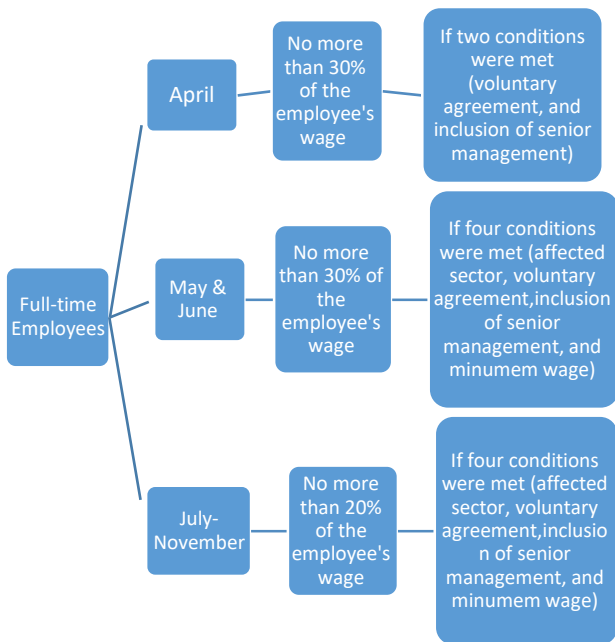 Full-time
Employees
April
No more
than 30%
of the
employee's
wage
If two conditions
were met
(voluntary
agreement, and
inclusion of senior
management)
May &
June
No more
than 30% of
the
employee's
wage
If four conditions
were met (affected
sector, voluntary
agreement,inclusion
of senior
management, and
minumem wage)
July-
November
No more
than 20%
of the
employee's
wage
If four conditions
were met (affected
sector, voluntary
agreement,inclusio
n of senior
management, and
minumem wage)